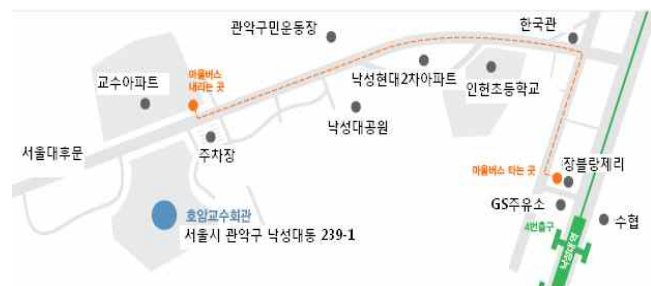 한국관
관악구민운동장
마을버스
내리는 곳
교수아파트
낙성현대2차아파트
인헌초등학교
낙성대공원
서울대후문
주차장
마을버스 타는 곳
장블랑제리
GS주유소
4번출구
수협
낙성대역
호암교수회관
서울시 관악구 낙성대동 239-1